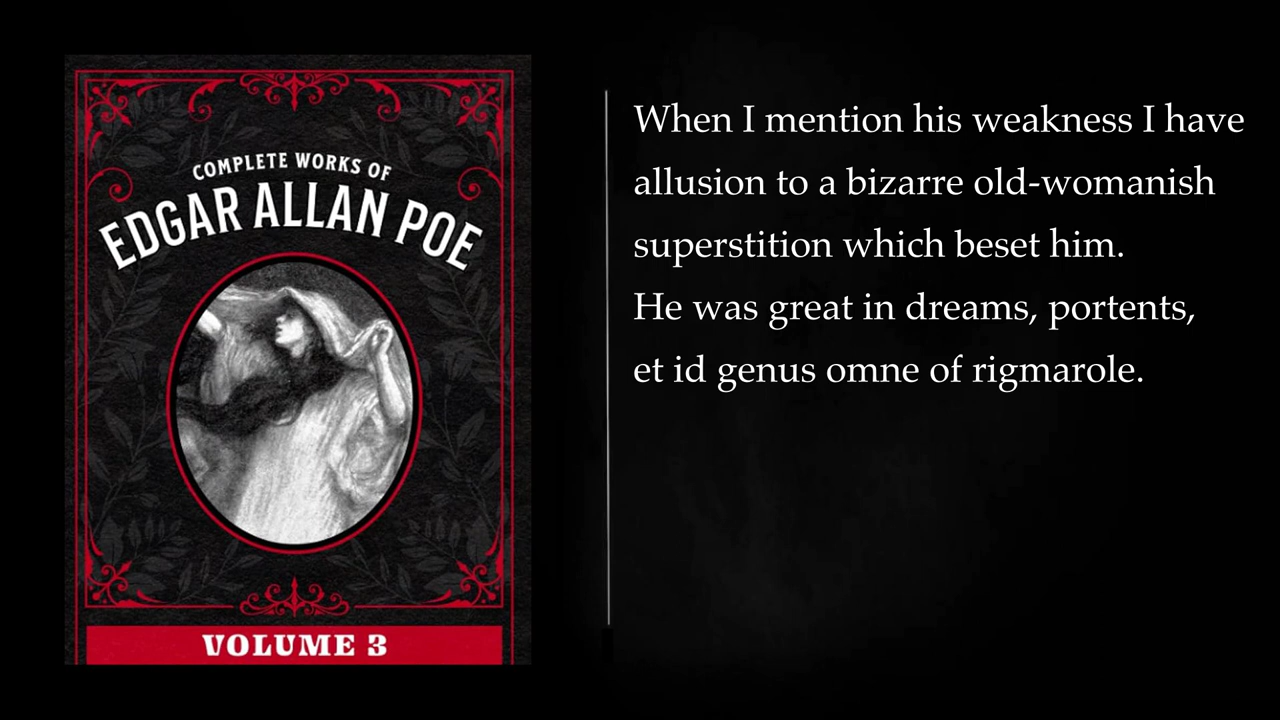 COMPLETE WORKS OF
EDGAR ALLAN POE
VOLUME 3
When I mention his weakness I have
allusion to a bizarre old-womanish
superstition which beset him.
He was great in dreams, portents,
et id genus omne of rigmarole.